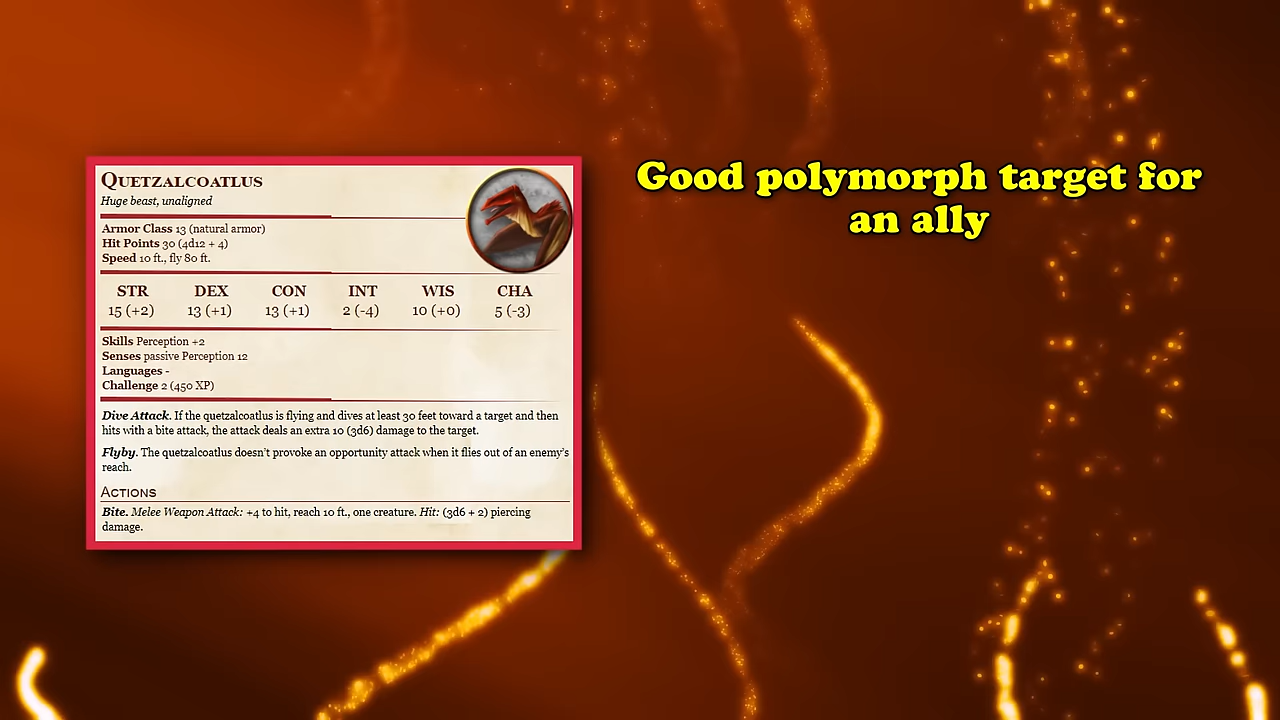 QUETZALCOATLUS
Huge beast, unaligned
Armor Class 13 (natural armor)
Hit Points 30 (4d12 + 4)
Speed 10 ft., fly 80 ft.
STR DEX CON INT WIS CHA
15 (+2) 13 (+1) 13 (+1) 2 (-4) 10 (+0) 5 (-3)
Skills Perception +2
Senses passive Perception 12
Languages -
Challenge 2 (450 XP)
Dive Attack. If the quetzalcoatlus is flying and dives at least 30 feet toward a target and then
hits with a bite attack, the attack deals an extra 10 (3d6) damage to the target.
Flyby. The quetzalcoatlus doesn't provoke an opportunity attack when it flies out of an enemy's
reach.
ACTIONS
Bite. Melee Weapon Attack: +4 to hit, reach 10 ft., one creature. Hit: (3d6 + 2) piercing
damage.
Good polymorph target for
an ally